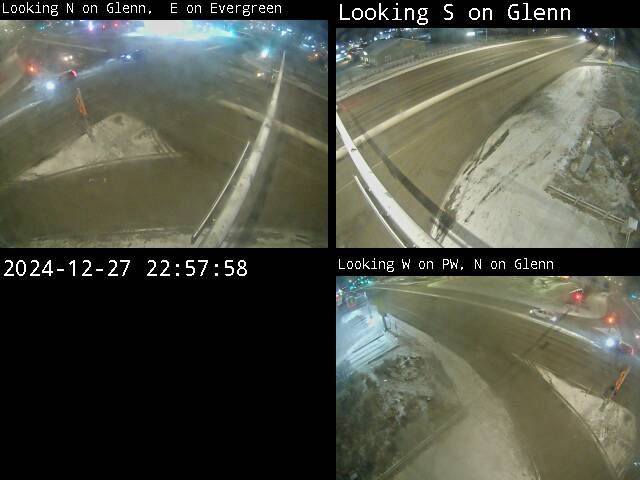 Looking N on Glenn,  E on Evergreen
Looking S on Glenn
2024-12-27 22:57:58
Looking W on PW, N on Glenn